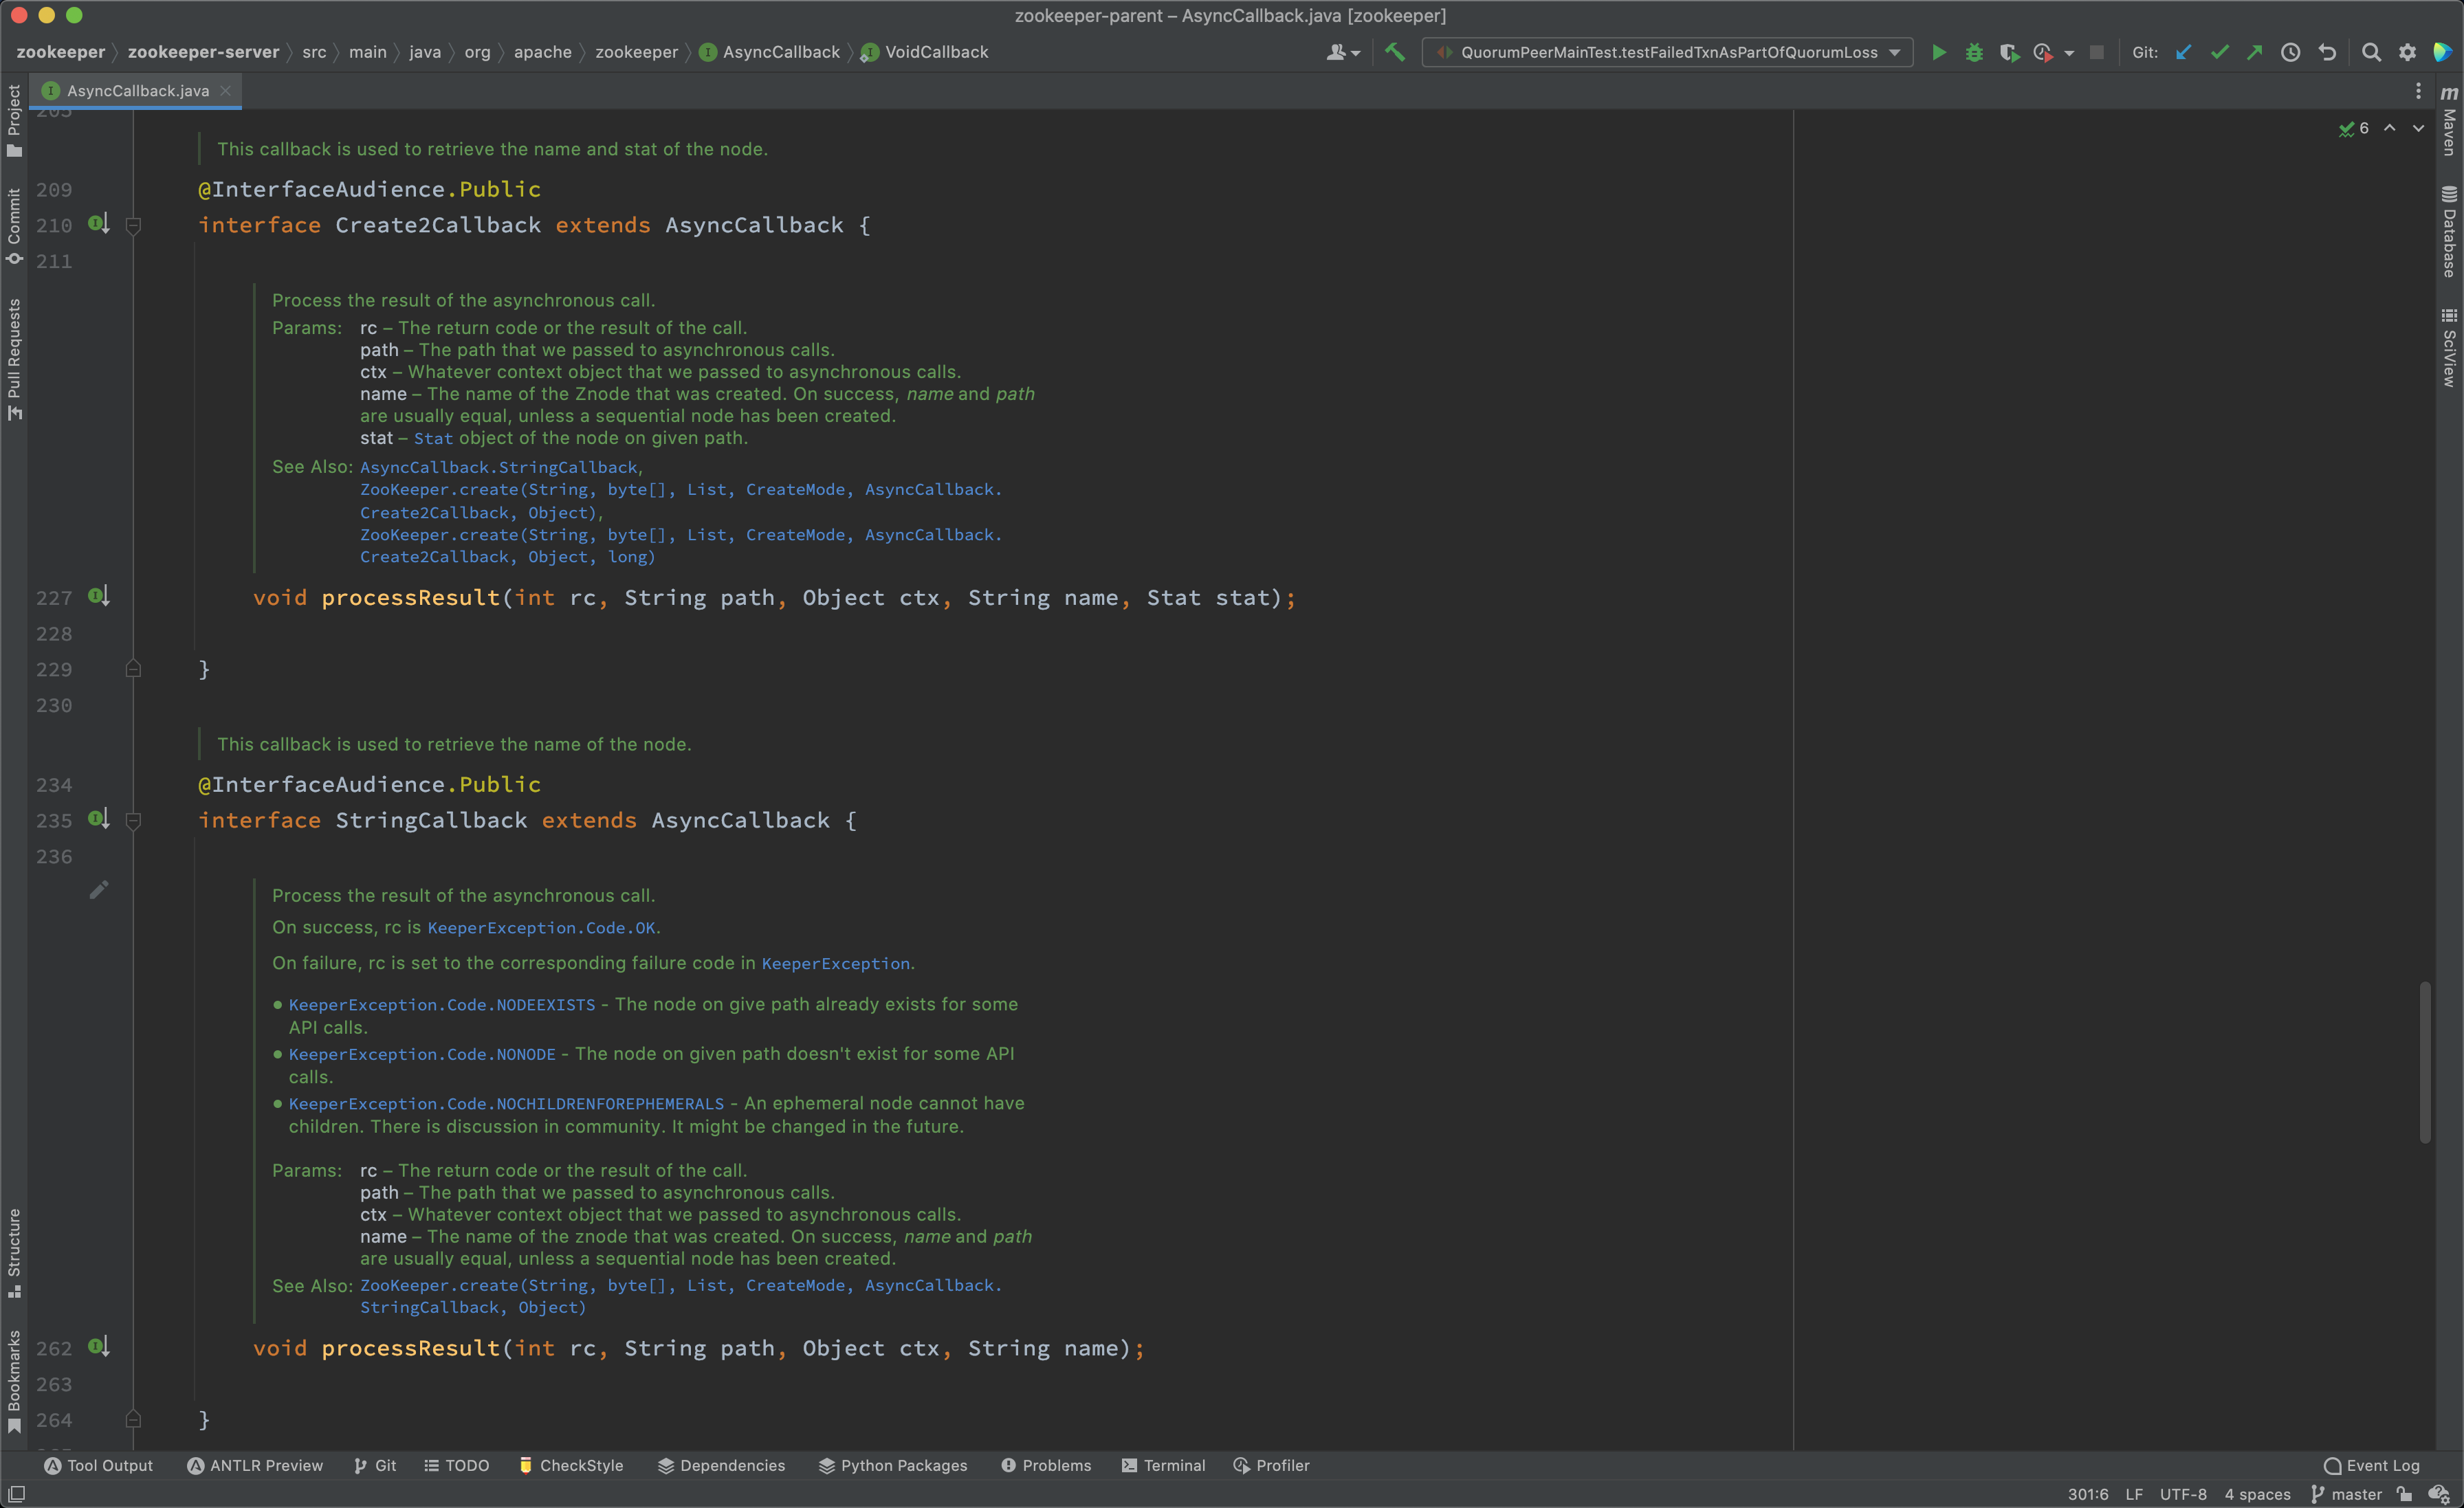 zookeeper-parent – AsyncCallback.java [zookeeper]
zookeeper zookeeper-server src main java org apache zookeeper AsyncCallback VoidCallback
QuorumPeerMainTest.testFailedTxnAsPartOfQuorumLoss Git:
AsyncCallback.java
Project
Commit
Pull Requests
Structure
Bookmarks
Maven
Database
SciView
6
This callback is used to retrieve the name and stat of the node.
209 @InterfaceAudience.Public
210 interface Create2Callback extends AsyncCallback {
211
Process the result of the asynchronous call.
Params: rc – The return code or the result of the call.
path – The path that we passed to asynchronous calls.
ctx – Whatever context object that we passed to asynchronous calls.
name – The name of the Znode that was created. On success, name and path
are usually equal, unless a sequential node has been created.
stat – Stat object of the node on given path.
See Also: AsyncCallback.StringCallback,
ZooKeeper.create(String, byte[], List, CreateMode, AsyncCallback.
Create2Callback, Object),
ZooKeeper.create(String, byte[], List, CreateMode, AsyncCallback.
Create2Callback, Object, long)
227 void processResult(int rc, String path, Object ctx, String name, Stat stat);
228
229 }
230
This callback is used to retrieve the name of the node.
234 @InterfaceAudience.Public
235 interface StringCallback extends AsyncCallback {
236
Process the result of the asynchronous call.
On success, rc is KeeperException.Code.OK.
On failure, rc is set to the corresponding failure code in KeeperException.
● KeeperException.Code.NODEEXISTS - The node on give path already exists for some
API calls.
● KeeperException.Code.NONODE - The node on given path doesn't exist for some API
calls.
● KeeperException.Code.NOCHILDRENFOREPHEMERALS - An ephemeral node cannot have
children. There is discussion in community. It might be changed in the future.
Params: rc – The return code or the result of the call.
path – The path that we passed to asynchronous calls.
ctx – Whatever context object that we passed to asynchronous calls.
name – The name of the znode that was created. On success, name and path
are usually equal, unless a sequential node has been created.
See Also: ZooKeeper.create(String, byte[], List, CreateMode, AsyncCallback.
StringCallback, Object)
262 void processResult(int rc, String path, Object ctx, String name);
263
264 }
Tool Output ANTLR Preview Git TODO CheckStyle Dependencies Python Packages Problems Terminal Profiler Event Log
301:6 LF UTF-8 4 spaces master